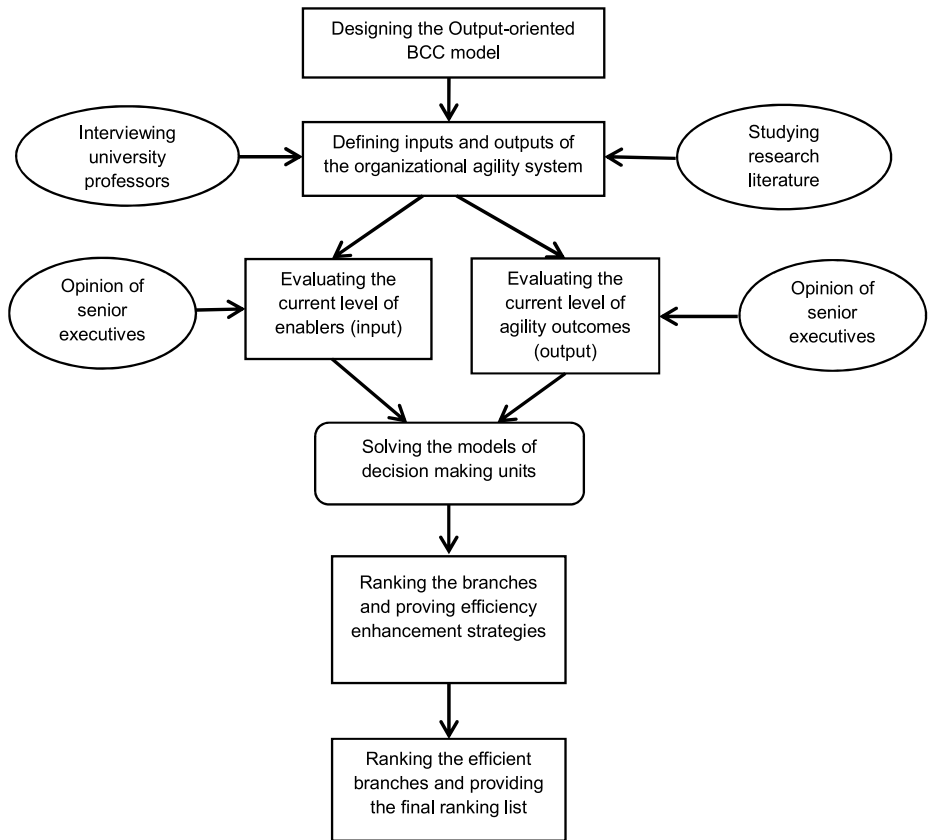 Designing the Output-oriented
BCC model
Interviewing
university
professors
Defining inputs and outputs of
the organizational agility system
Studying
research
literature
Opinion of
senior
executives
Evaluating the
current level of
enablers (input)
Evaluating the
current level of
agility outcomes
(output)
Opinion of
senior
executives
Solving the models of
decision making units
Ranking the branches
and proving efficiency
enhancement strategies
Ranking the efficient
branches and providing
the final ranking list